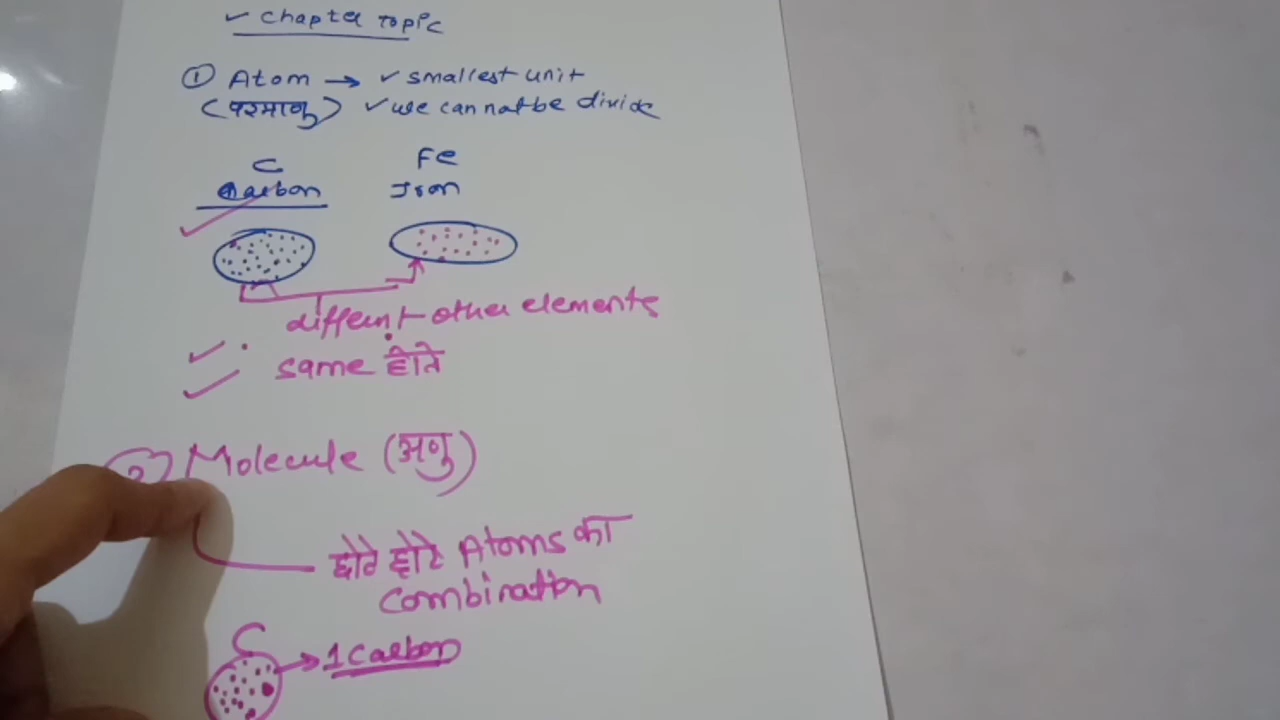 ✓ chapter topic
① Atom → ✓ smallest unit
(परमाणु) ✓ we can not be divide
C Fe
Carbon Iron
different other elements
same होते
② Molecule (अणु)
छोटे छोटे Atoms का
combination
C
→ 1 Carbon